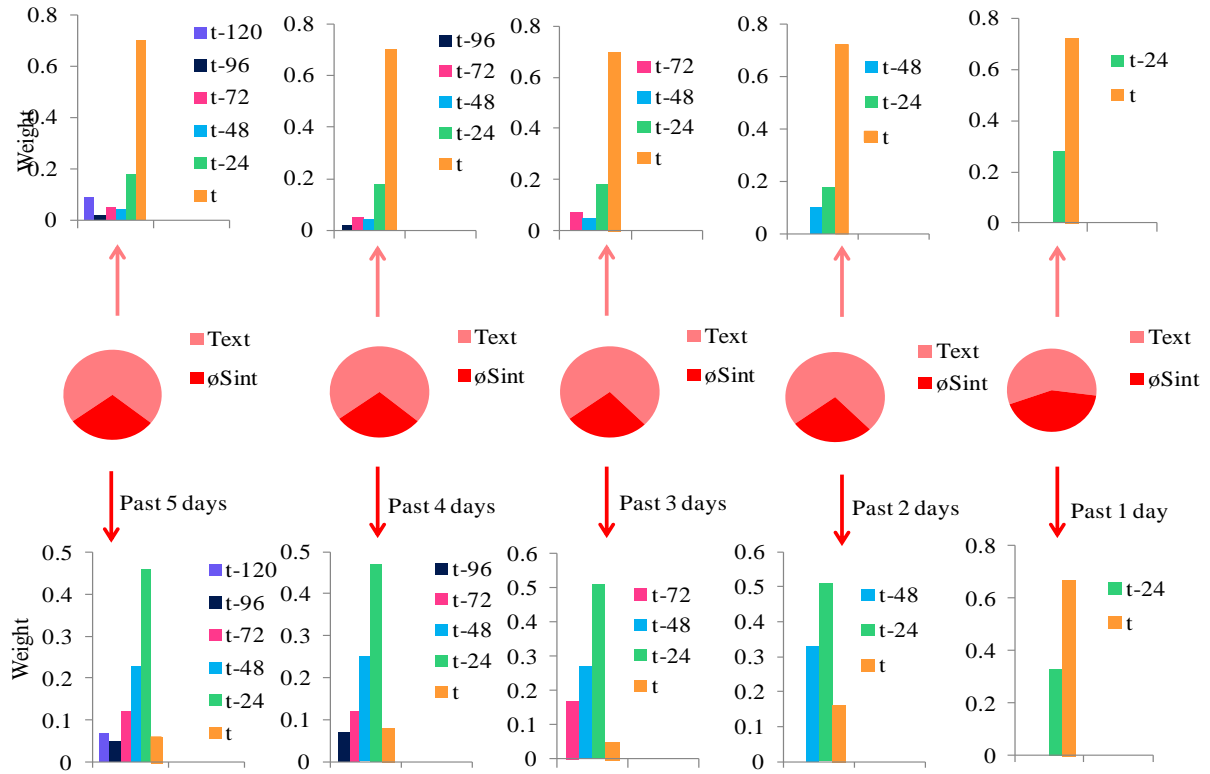 Weight
0.8
0.6
0.4
0.2
0
t-120
t-96
t-72
t-48
t-24
t
0.8
0.6
0.4
0.2
0
t-96
t-72
t-48
t-24
t
0.8
0.6
0.4
0.2
0
t-72
t-48
t-24
t
0.8
0.6
0.4
0.2
0
t-48
t-24
t
0.8
0.6
0.4
0.2
0
t-24
t
Text
øSint
Text
øSint
Text
øSint
Text
øSint
Text
øSint
Past 5 days
Past 4 days
Past 3 days
Past 2 days
Past 1 day
Weight
0.5
0.4
0.3
0.2
0.1
0
t-120
t-96
t-72
t-48
t-24
t
0.5
0.4
0.3
0.2
0.1
0
t-96
t-72
t-48
t-24
t
0.6
0.5
0.4
0.3
0.2
0.1
0
t-72
t-48
t-24
t
0.6
0.5
0.4
0.3
0.2
0.1
0
t-48
t-24
t
0.8
0.6
0.4
0.2
0
t-24
t